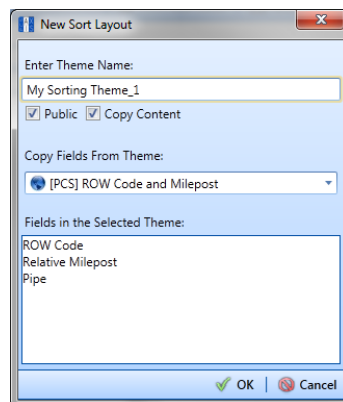 New Sort Layout
Enter Theme Name:
My Sorting Theme_1
Public Copy Content
Copy Fields From Theme:
[PCS] ROW Code and Milepost
Fields in the Selected Theme:
ROW Code
Relative Milepost
Pipe
OK | Cancel